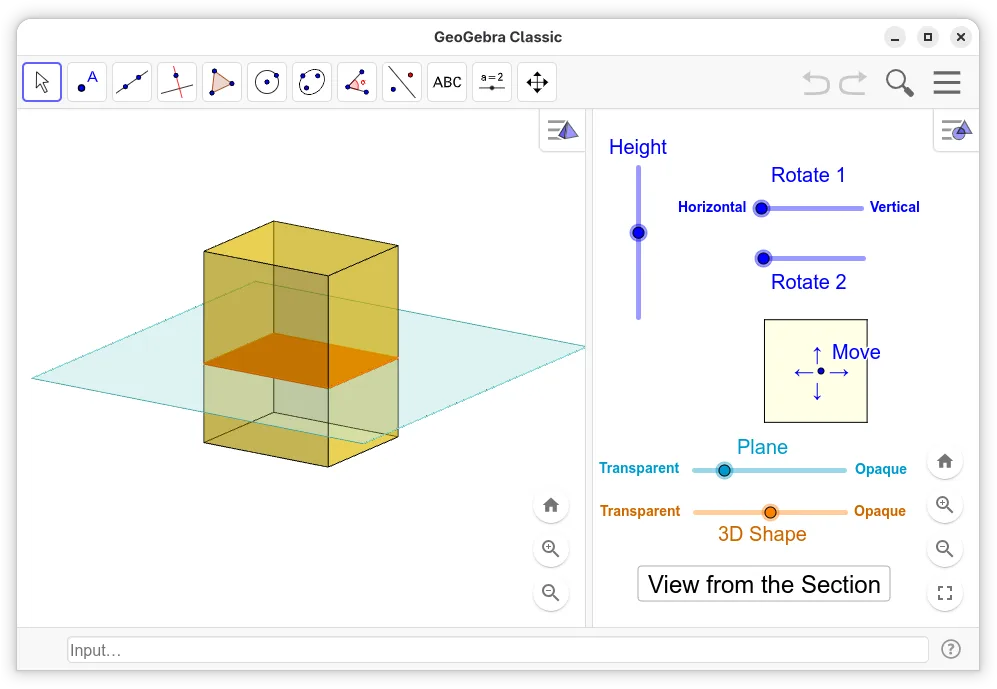 GeoGebra Classic
A
ABC
a=2
Height
Rotate 1
Horizontal
Vertical
Rotate 2
Move
Plane
Transparent
Opaque
Transparent
Opaque
3D Shape
View from the Section
Input…
?